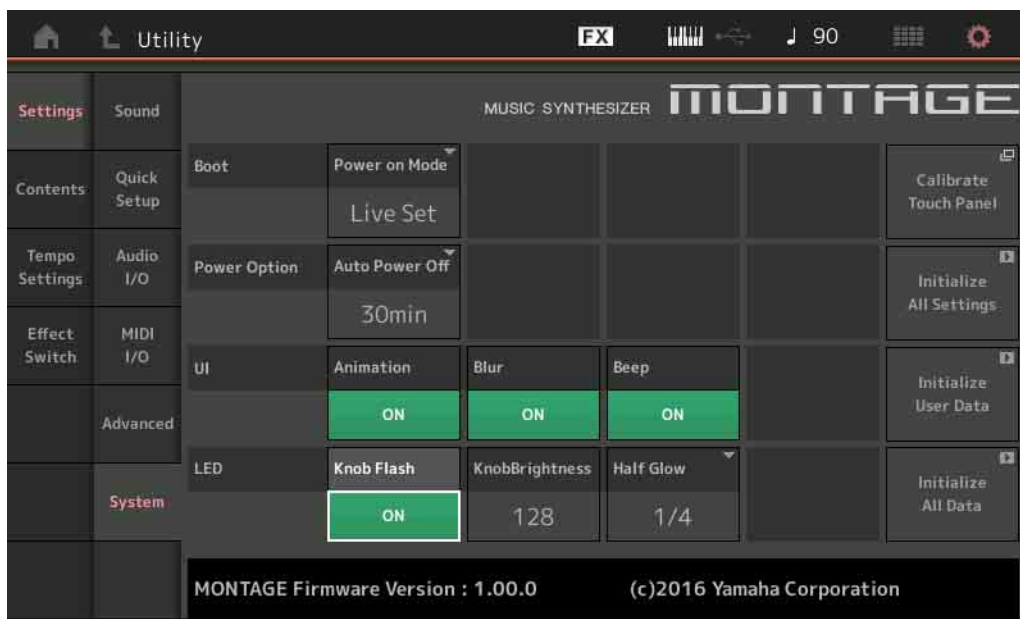 Utility
FX
♩ 90
MUSIC SYNTHESIZER MONTAGE
Settings
Contents
Tempo
Settings
Effect
Switch
Sound
Quick
Setup
Audio
I/O
MIDI
I/O
Advanced
System
Boot
Power on Mode
Live Set
Calibrate
Touch Panel
Power Option
Auto Power Off
30min
Initialize
All Settings
UI
Animation
ON
Blur
ON
Beep
ON
Initialize
User Data
LED
Knob Flash
ON
KnobBrightness
128
Half Glow
1/4
Initialize
All Data
MONTAGE Firmware Version : 1.00.0
(c)2016 Yamaha Corporation